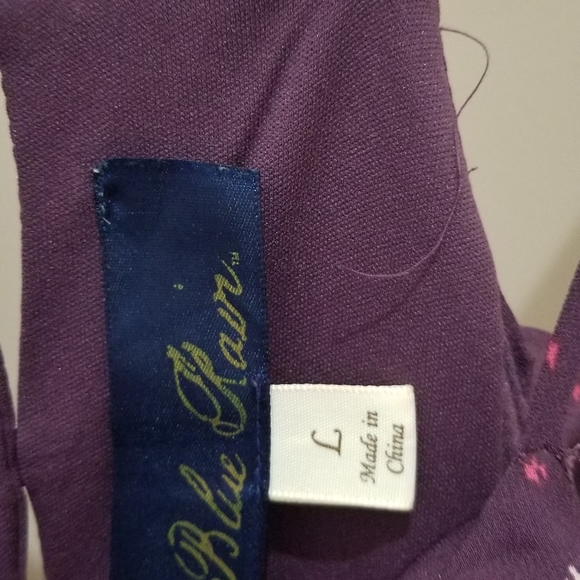 Blue Rain™
L
Made in
China